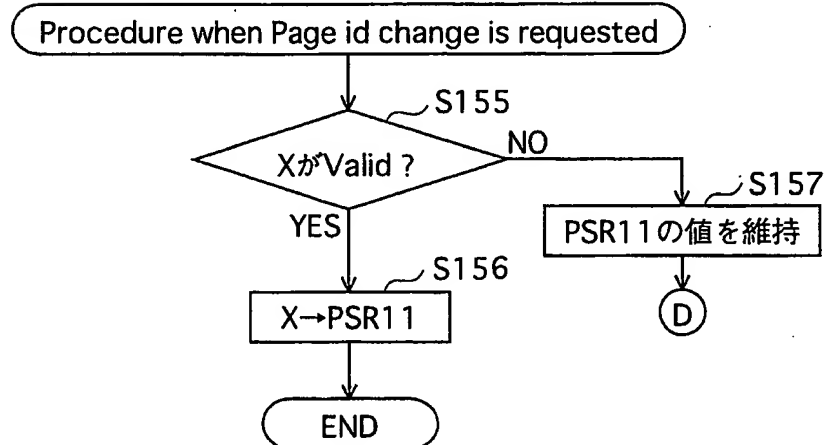 Procedure when Page id change is requested
S155
XがValid ?
NO
S157
YES
PSR11の値を維持
S156
X→PSR11
D
END